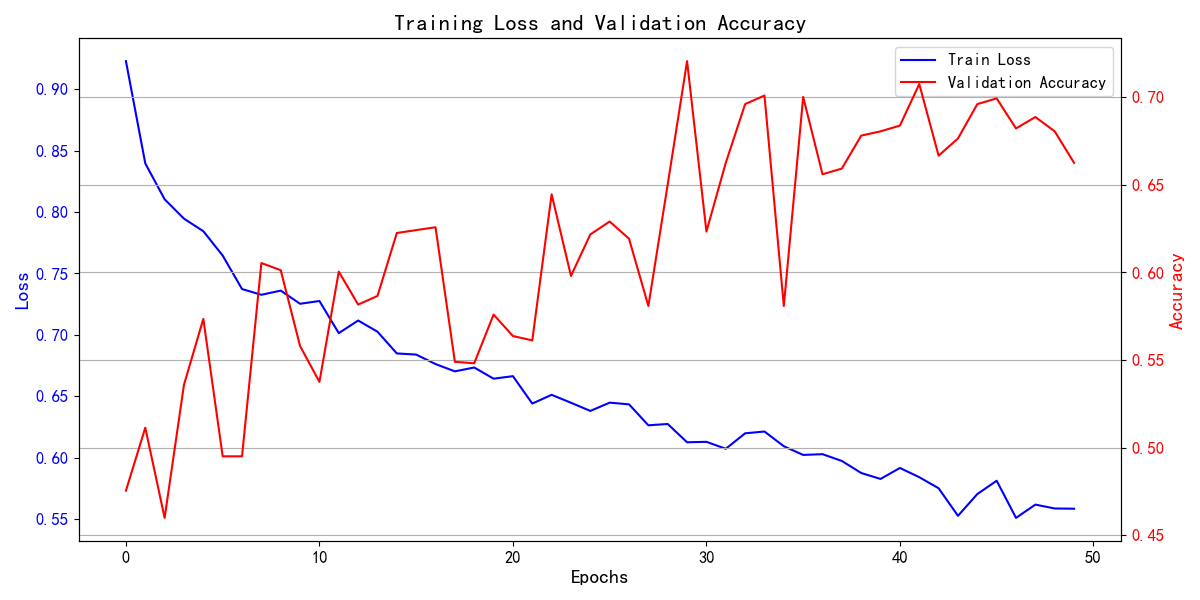 Training Loss and Validation Accuracy
Train Loss
Validation Accuracy
0.90
0.85
0.80
0.75
0.70
0.65
0.60
0.55
Loss
0.70
0.65
0.60
0.55
0.50
0.45
Accuracy
0 10 20 30 40 50
Epochs